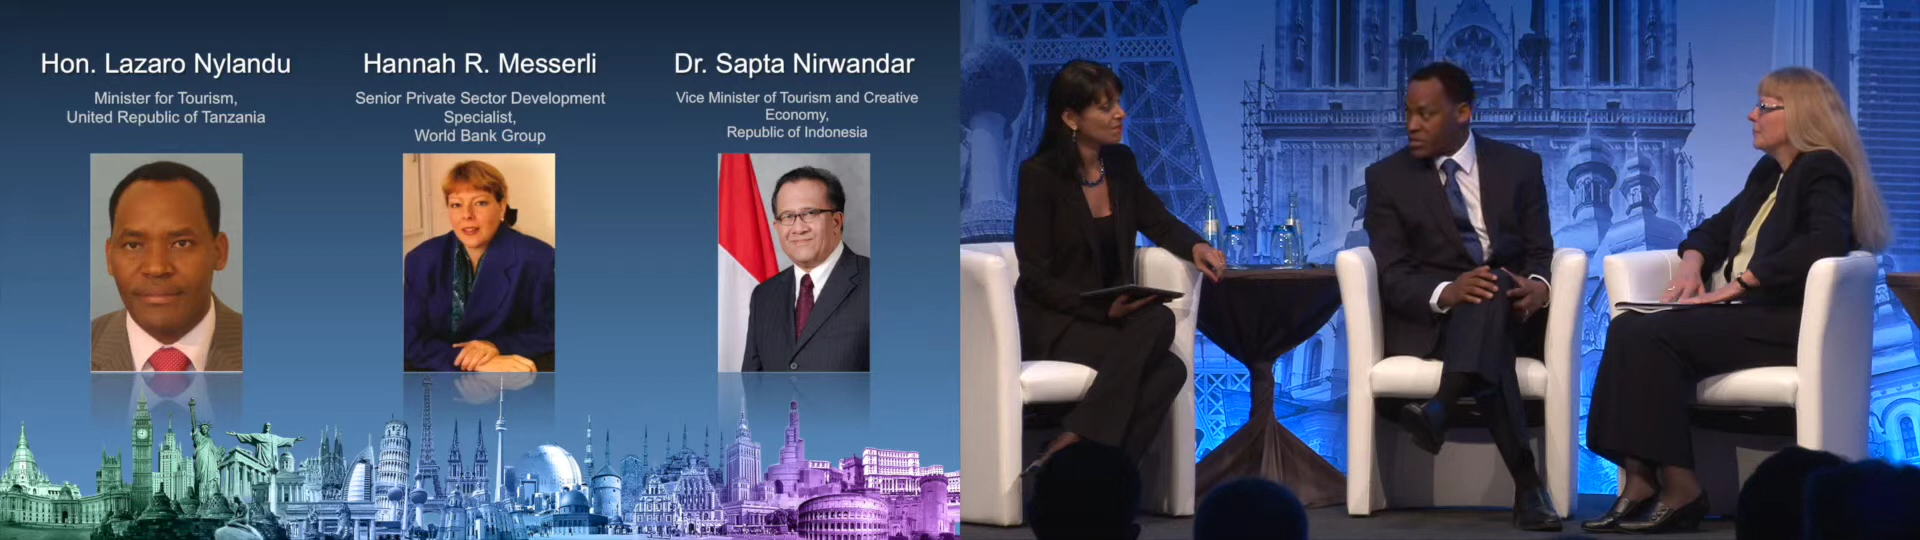 Hon. Lazaro Nylandu
Minister for Tourism,
United Republic of Tanzania
Hannah R. Messerli
Senior Private Sector Development
Specialist,
World Bank Group
Dr. Sapta Nirwandar
Vice Minister of Tourism and Creative
Economy,
Republic of Indonesia